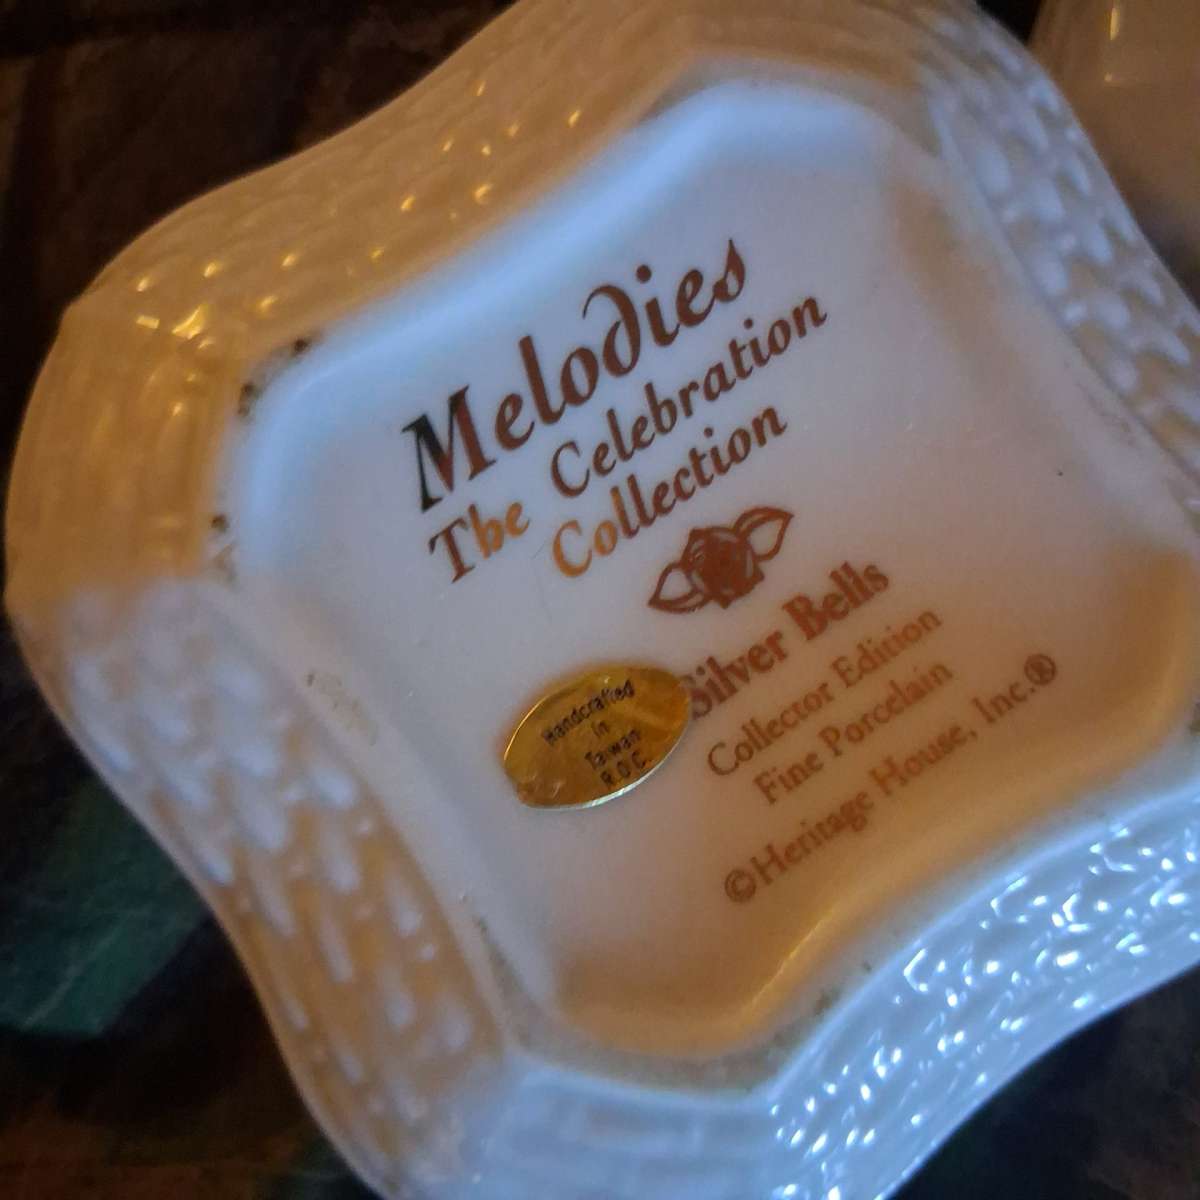 Melodies
The Celebration
Collection
Silver Bells
Collector Edition
Fine Porcelain
©Heritage House, Inc.®
Handcrafted
in
Taiwan
R.O.C.